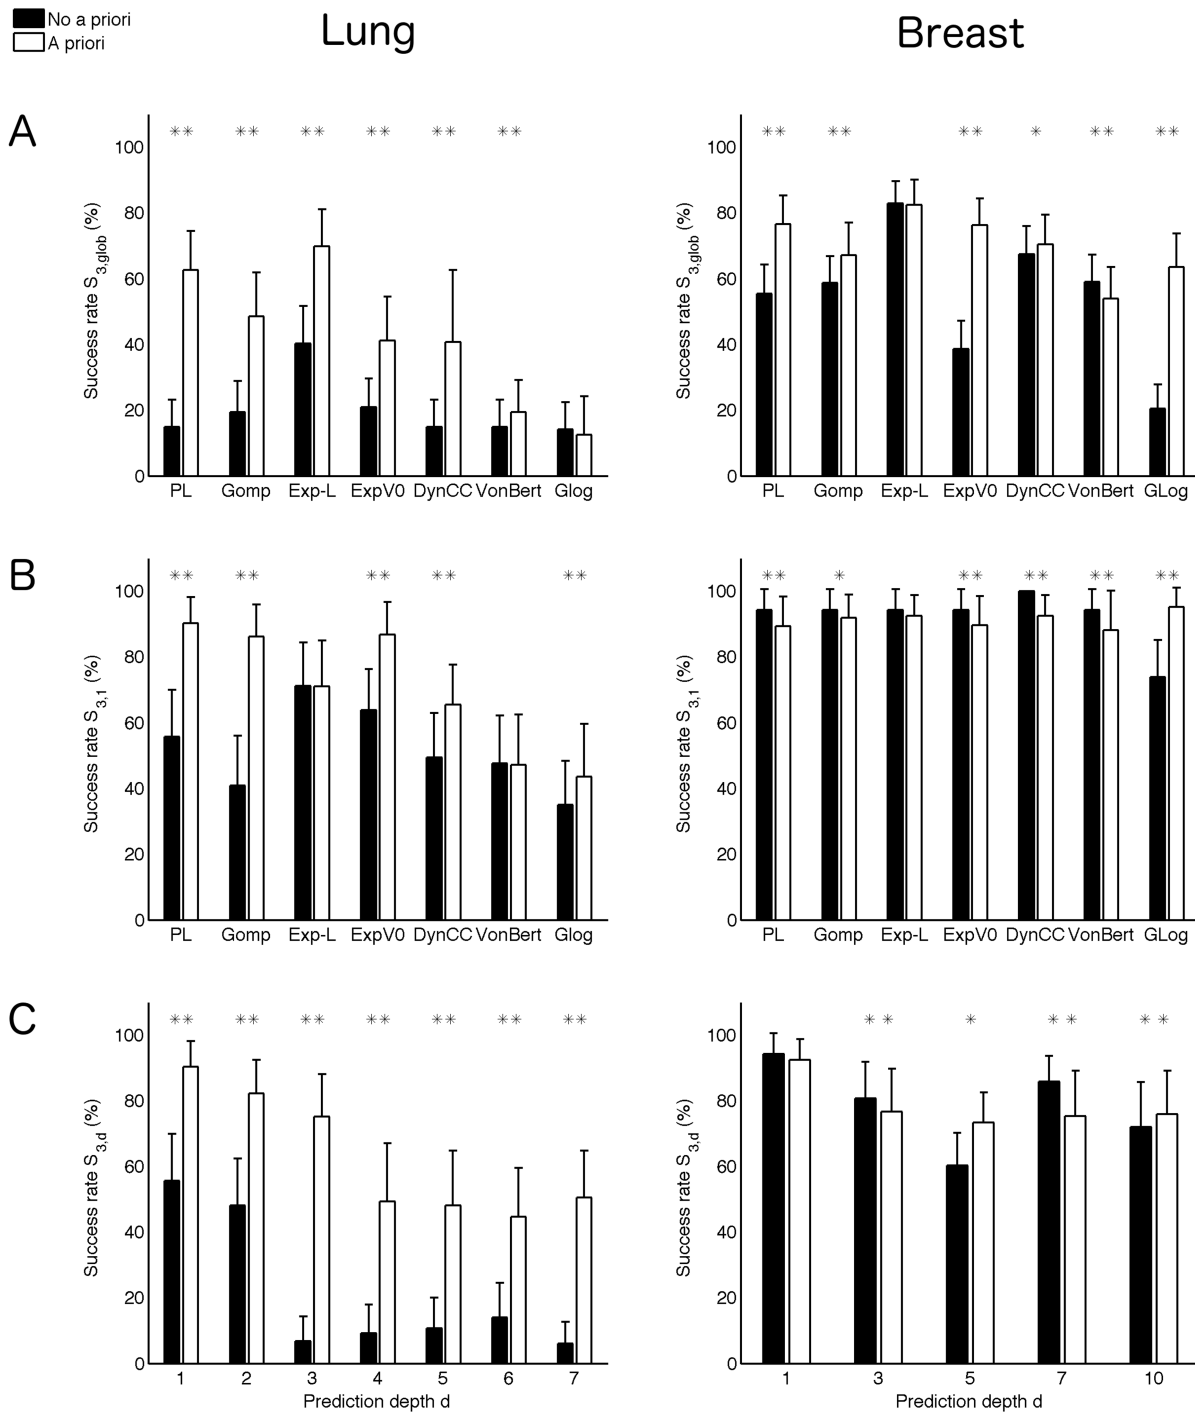 No a priori
A priori
Lung
Breast
A
** ** ** ** ** **
100
80
60
40
20
0
Success rate S3,glob (%)
PL Gomp Exp-L ExpV0 DynCC VonBert Glog
** ** ** * ** **
100
80
60
40
20
0
Success rate S3,glob (%)
PL Gomp Exp-L ExpV0 DynCC VonBert GLog
B
** ** ** ** **
100
80
60
40
20
0
Success rate S3,1 (%)
PL Gomp Exp-L ExpV0 DynCC VonBert Glog
** * ** ** ** **
100
80
60
40
20
0
Success rate S3,1 (%)
PL Gomp Exp-L ExpV0 DynCC VonBert GLog
C
** ** ** ** ** ** **
100
80
60
40
20
0
Success rate S3,d (%)
1 2 3 4 5 6 7
Prediction depth d
** * ** **
100
80
60
40
20
0
Success rate S3,d (%)
1 3 5 7 10
Prediction depth d